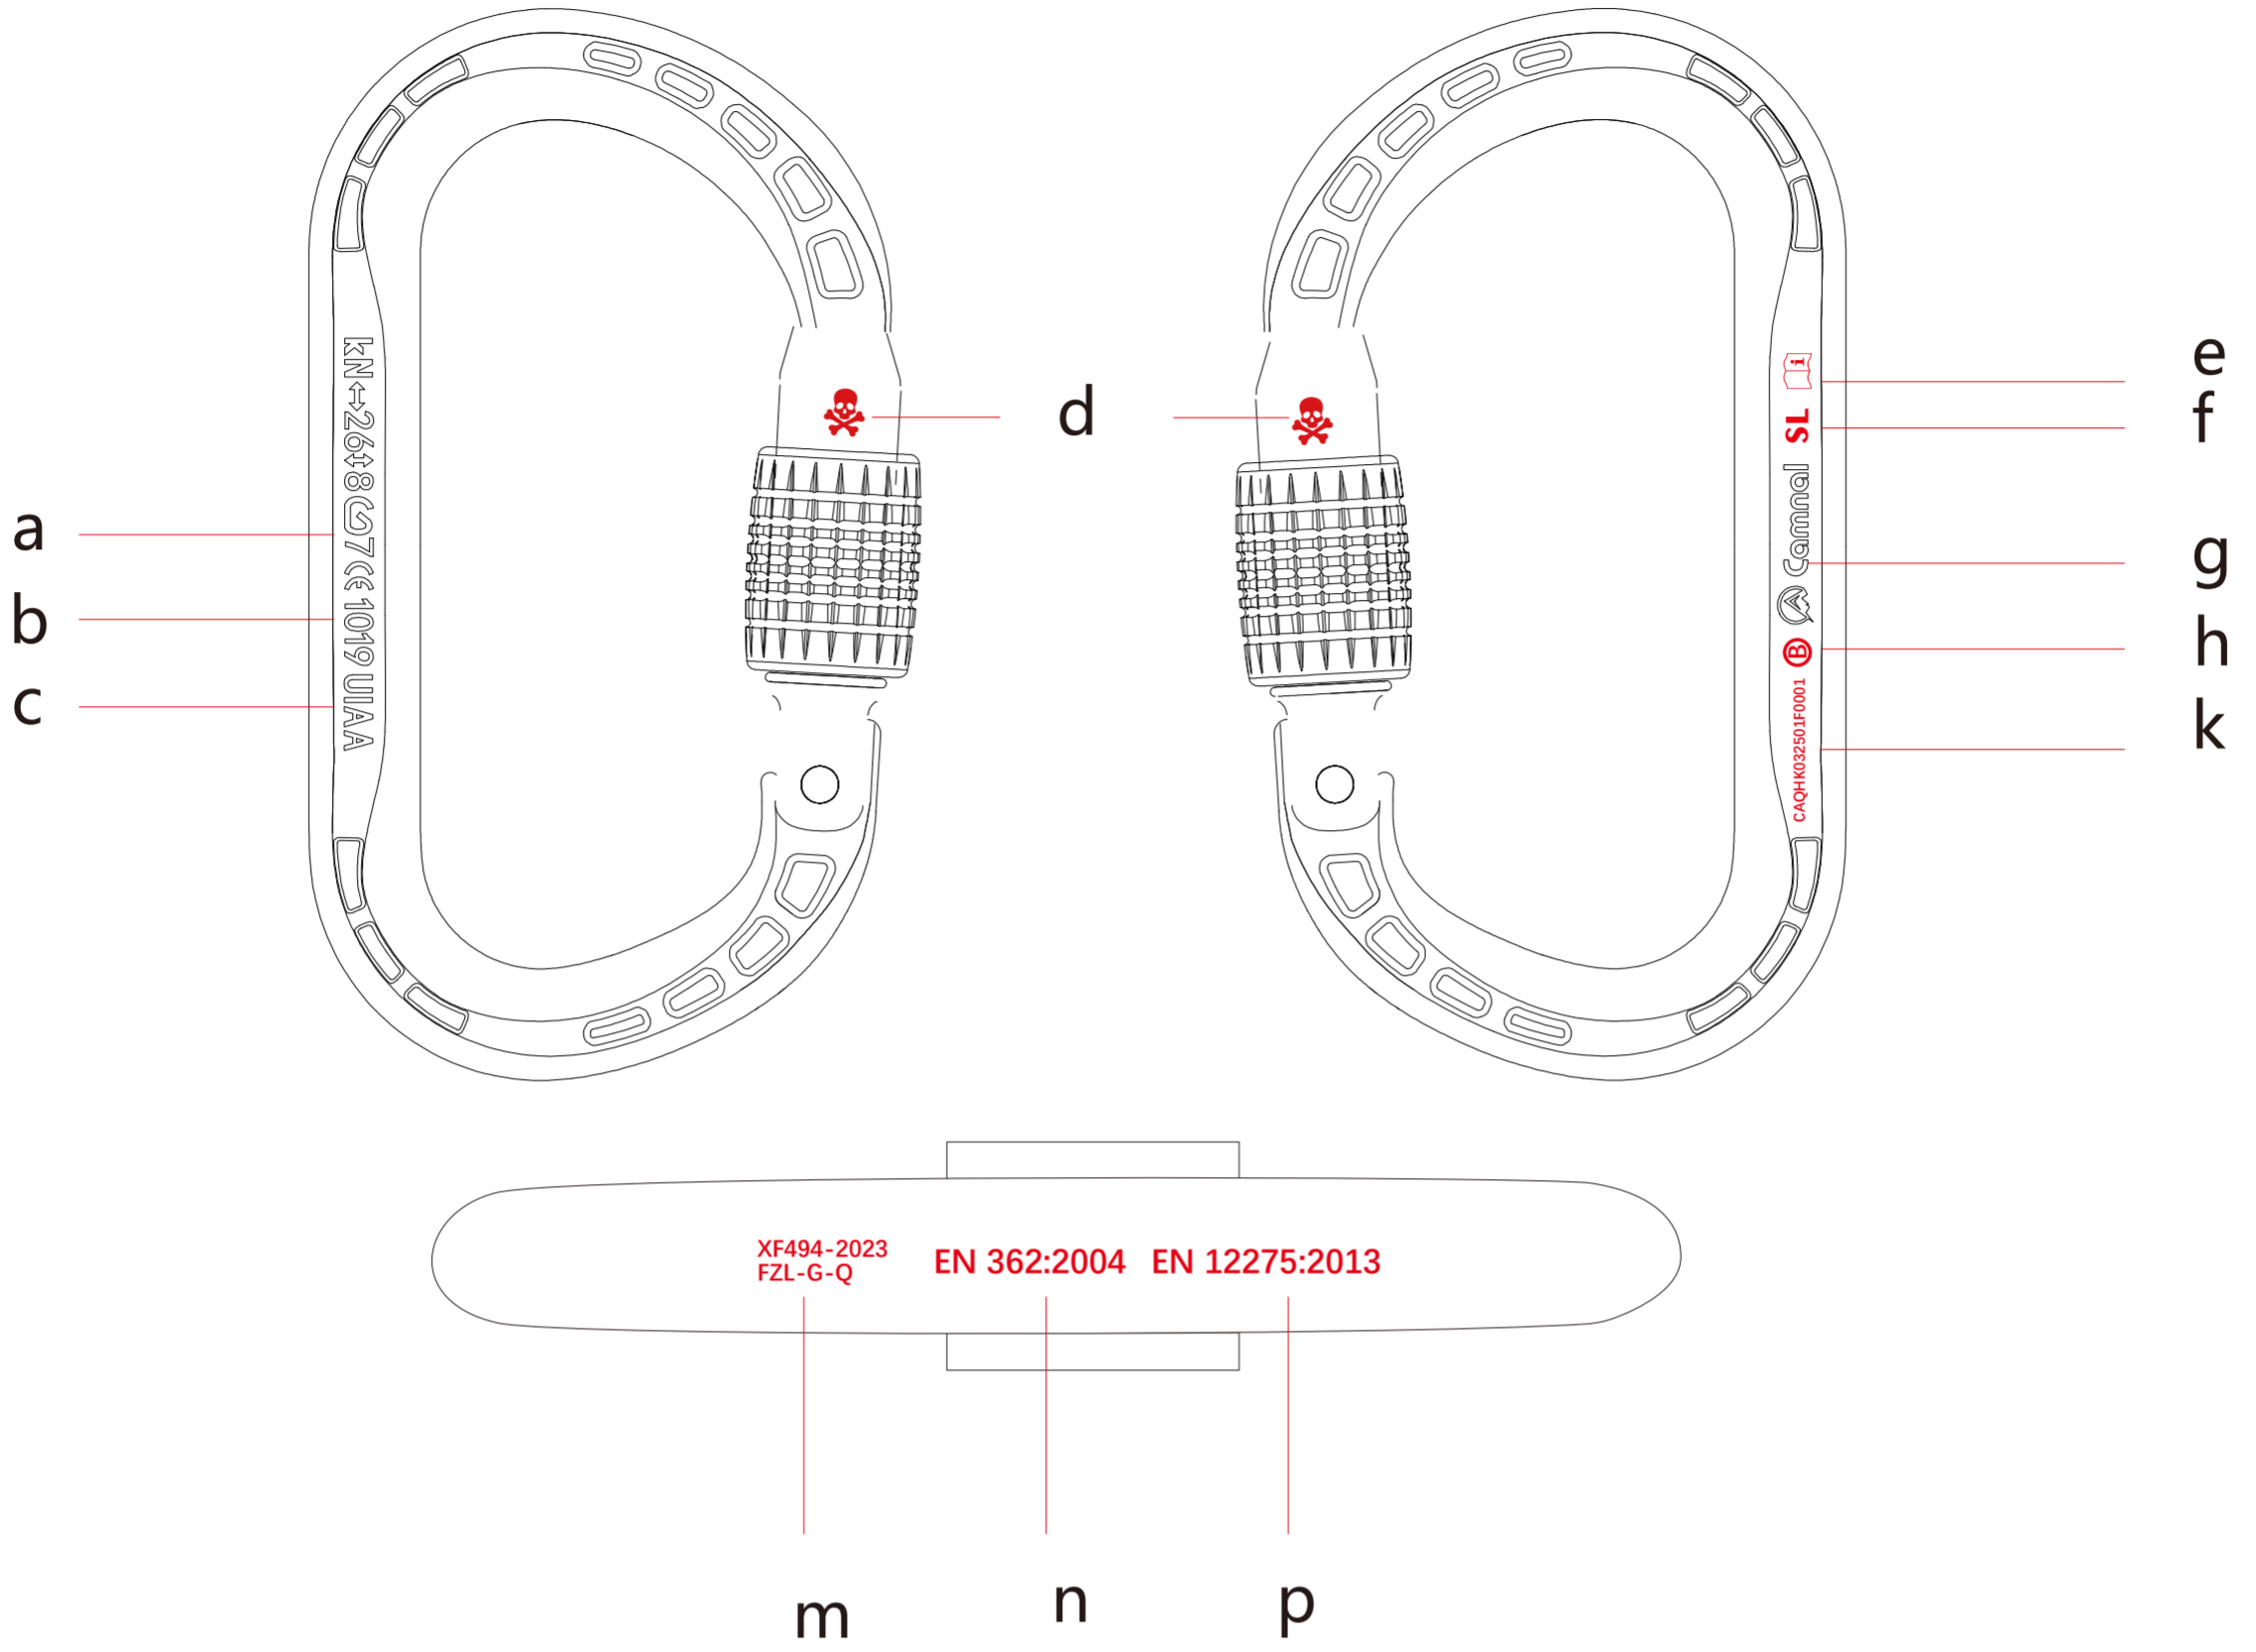 kN↔26↕8 7 CE 1019 UIAA
a
b
c
d
i
SL
Camnal
B
CAQHK032501F0001
e
f
g
h
k
XF494-2023
FZL-G-Q
EN 362:2004 EN 12275:2013
m
n
p